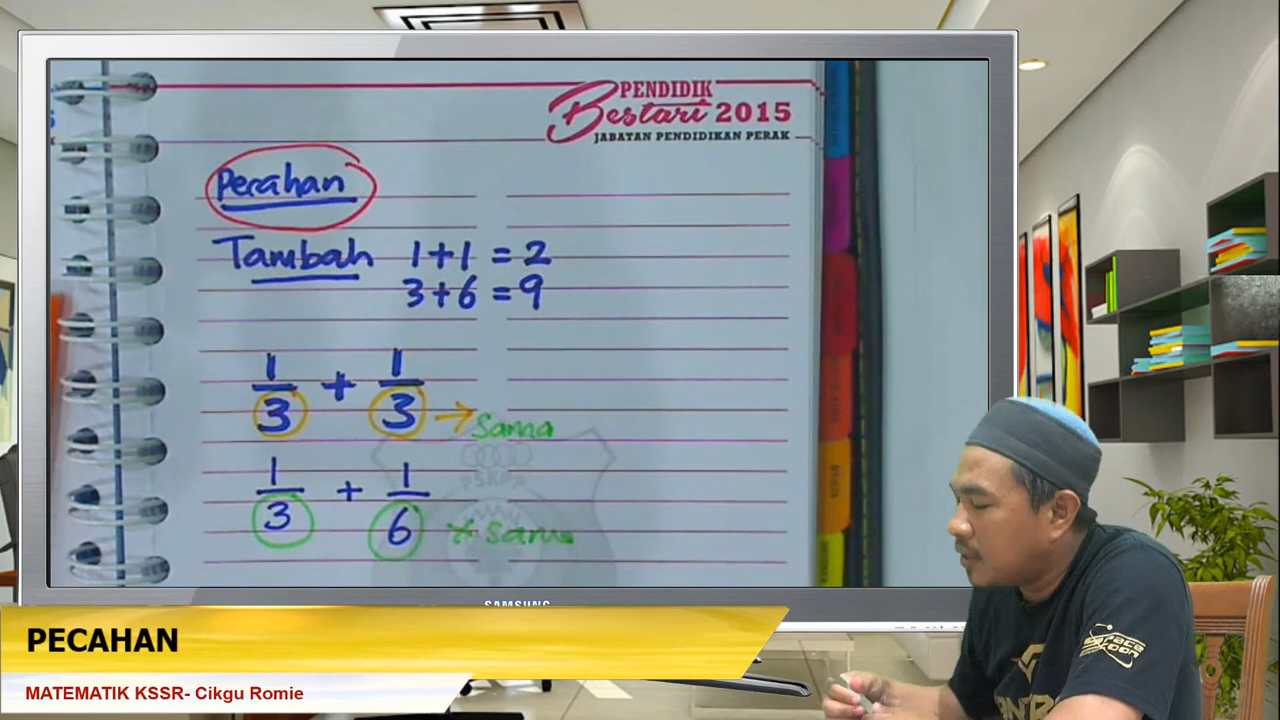 PENDIDIK
Bestari 2015
JABATAN PENDIDIKAN PERAK
Pecahan
Tambah 1+1 = 2
3+6 = 9
1/3 + 1/3 → Sama
1/3 + 1/6 × Sama
PSKPP
SAMSUNG
PECAHAN
MATEMATIK KSSR- Cikgu Romie